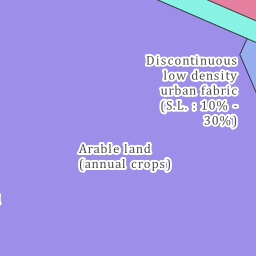 Discontinuous
low density
urban fabric
(S.L. : 10% -
30%)
Arable land
(annual crops)